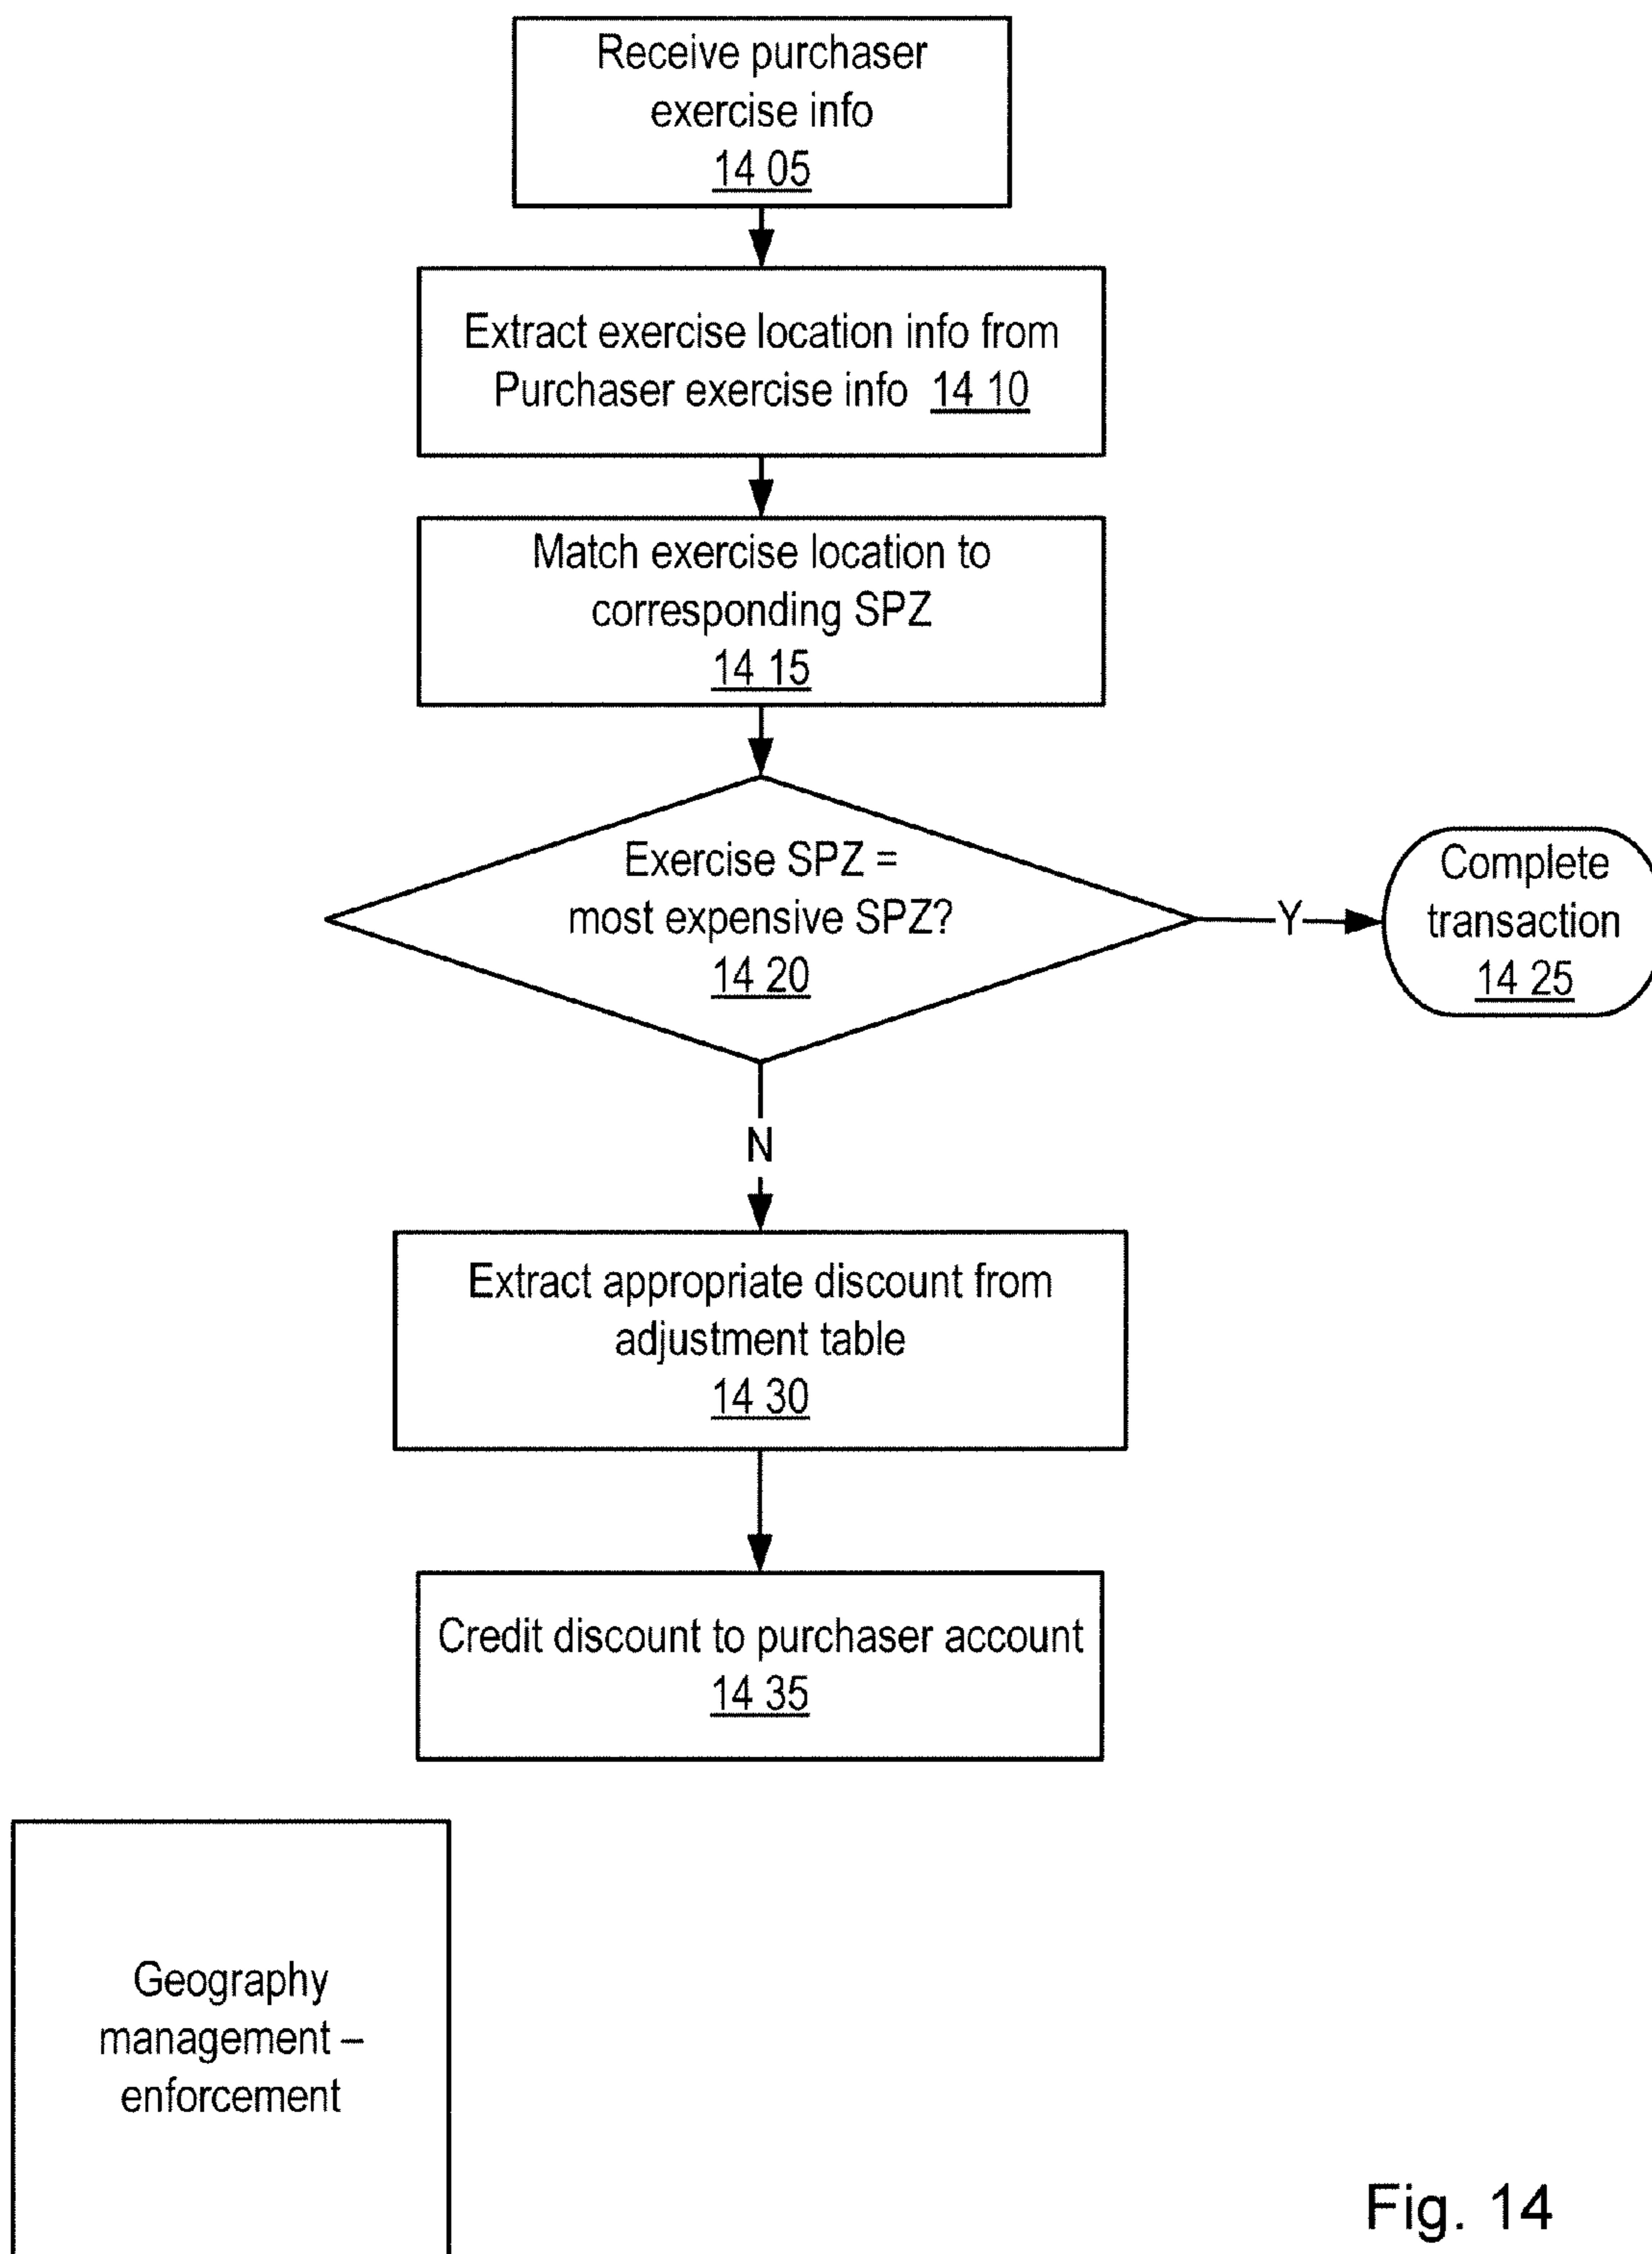 Receive purchaser
exercise info
14 05
Extract exercise location info from
Purchaser exercise info 14 10
Match exercise location to
corresponding SPZ
14 15
Exercise SPZ =
most expensive SPZ?
14 20
Y
Complete
transaction
14 25
N
Extract appropriate discount from
adjustment table
14 30
Credit discount to purchaser account
14 35
Geography
management –
enforcement
Fig. 14